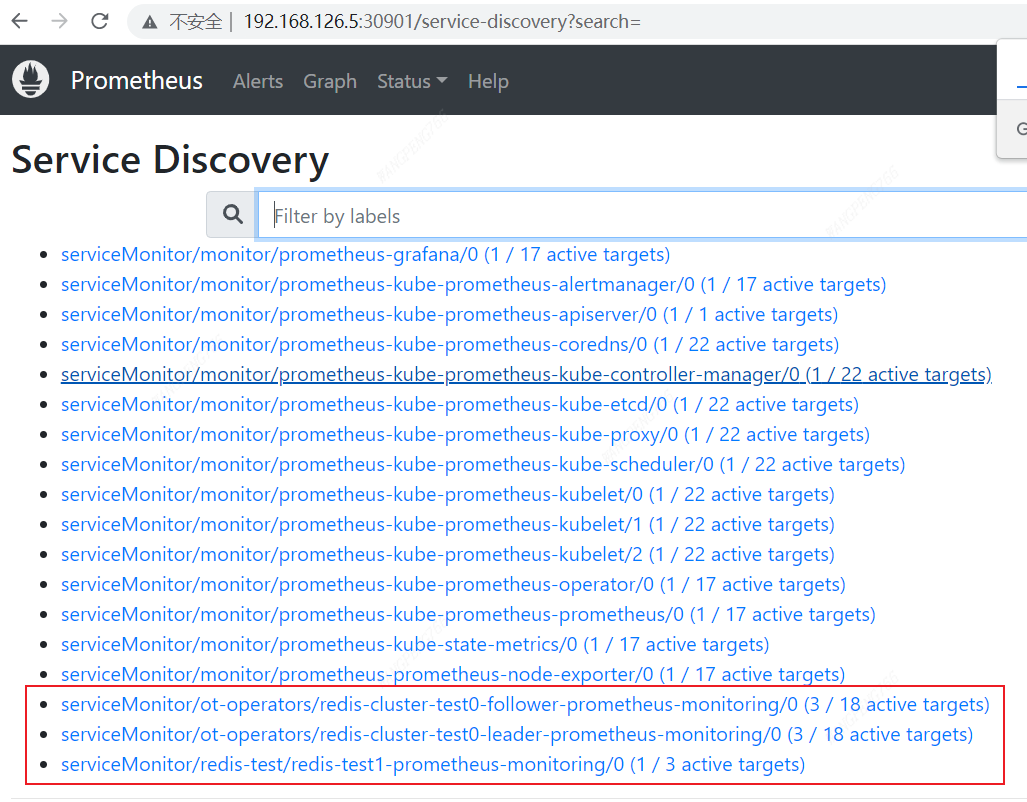 不安全 | 192.168.126.5:30901/service-discovery?search=
Prometheus Alerts Graph Status Help
Service Discovery
Filter by labels
serviceMonitor/monitor/prometheus-grafana/0 (1 / 17 active targets)
serviceMonitor/monitor/prometheus-kube-prometheus-alertmanager/0 (1 / 17 active targets)
serviceMonitor/monitor/prometheus-kube-prometheus-apiserver/0 (1 / 1 active targets)
serviceMonitor/monitor/prometheus-kube-prometheus-coredns/0 (1 / 22 active targets)
serviceMonitor/monitor/prometheus-kube-prometheus-kube-controller-manager/0 (1 / 22 active targets)
serviceMonitor/monitor/prometheus-kube-prometheus-kube-etcd/0 (1 / 22 active targets)
serviceMonitor/monitor/prometheus-kube-prometheus-kube-proxy/0 (1 / 22 active targets)
serviceMonitor/monitor/prometheus-kube-prometheus-kube-scheduler/0 (1 / 22 active targets)
serviceMonitor/monitor/prometheus-kube-prometheus-kubelet/0 (1 / 22 active targets)
serviceMonitor/monitor/prometheus-kube-prometheus-kubelet/1 (1 / 22 active targets)
serviceMonitor/monitor/prometheus-kube-prometheus-kubelet/2 (1 / 22 active targets)
serviceMonitor/monitor/prometheus-kube-prometheus-operator/0 (1 / 17 active targets)
serviceMonitor/monitor/prometheus-kube-prometheus-prometheus/0 (1 / 17 active targets)
serviceMonitor/monitor/prometheus-kube-state-metrics/0 (1 / 17 active targets)
serviceMonitor/monitor/prometheus-prometheus-node-exporter/0 (1 / 17 active targets)
serviceMonitor/ot-operators/redis-cluster-test0-follower-prometheus-monitoring/0 (3 / 18 active targets)
serviceMonitor/ot-operators/redis-cluster-test0-leader-prometheus-monitoring/0 (3 / 18 active targets)
serviceMonitor/redis-test/redis-test1-prometheus-monitoring/0 (1 / 3 active targets)